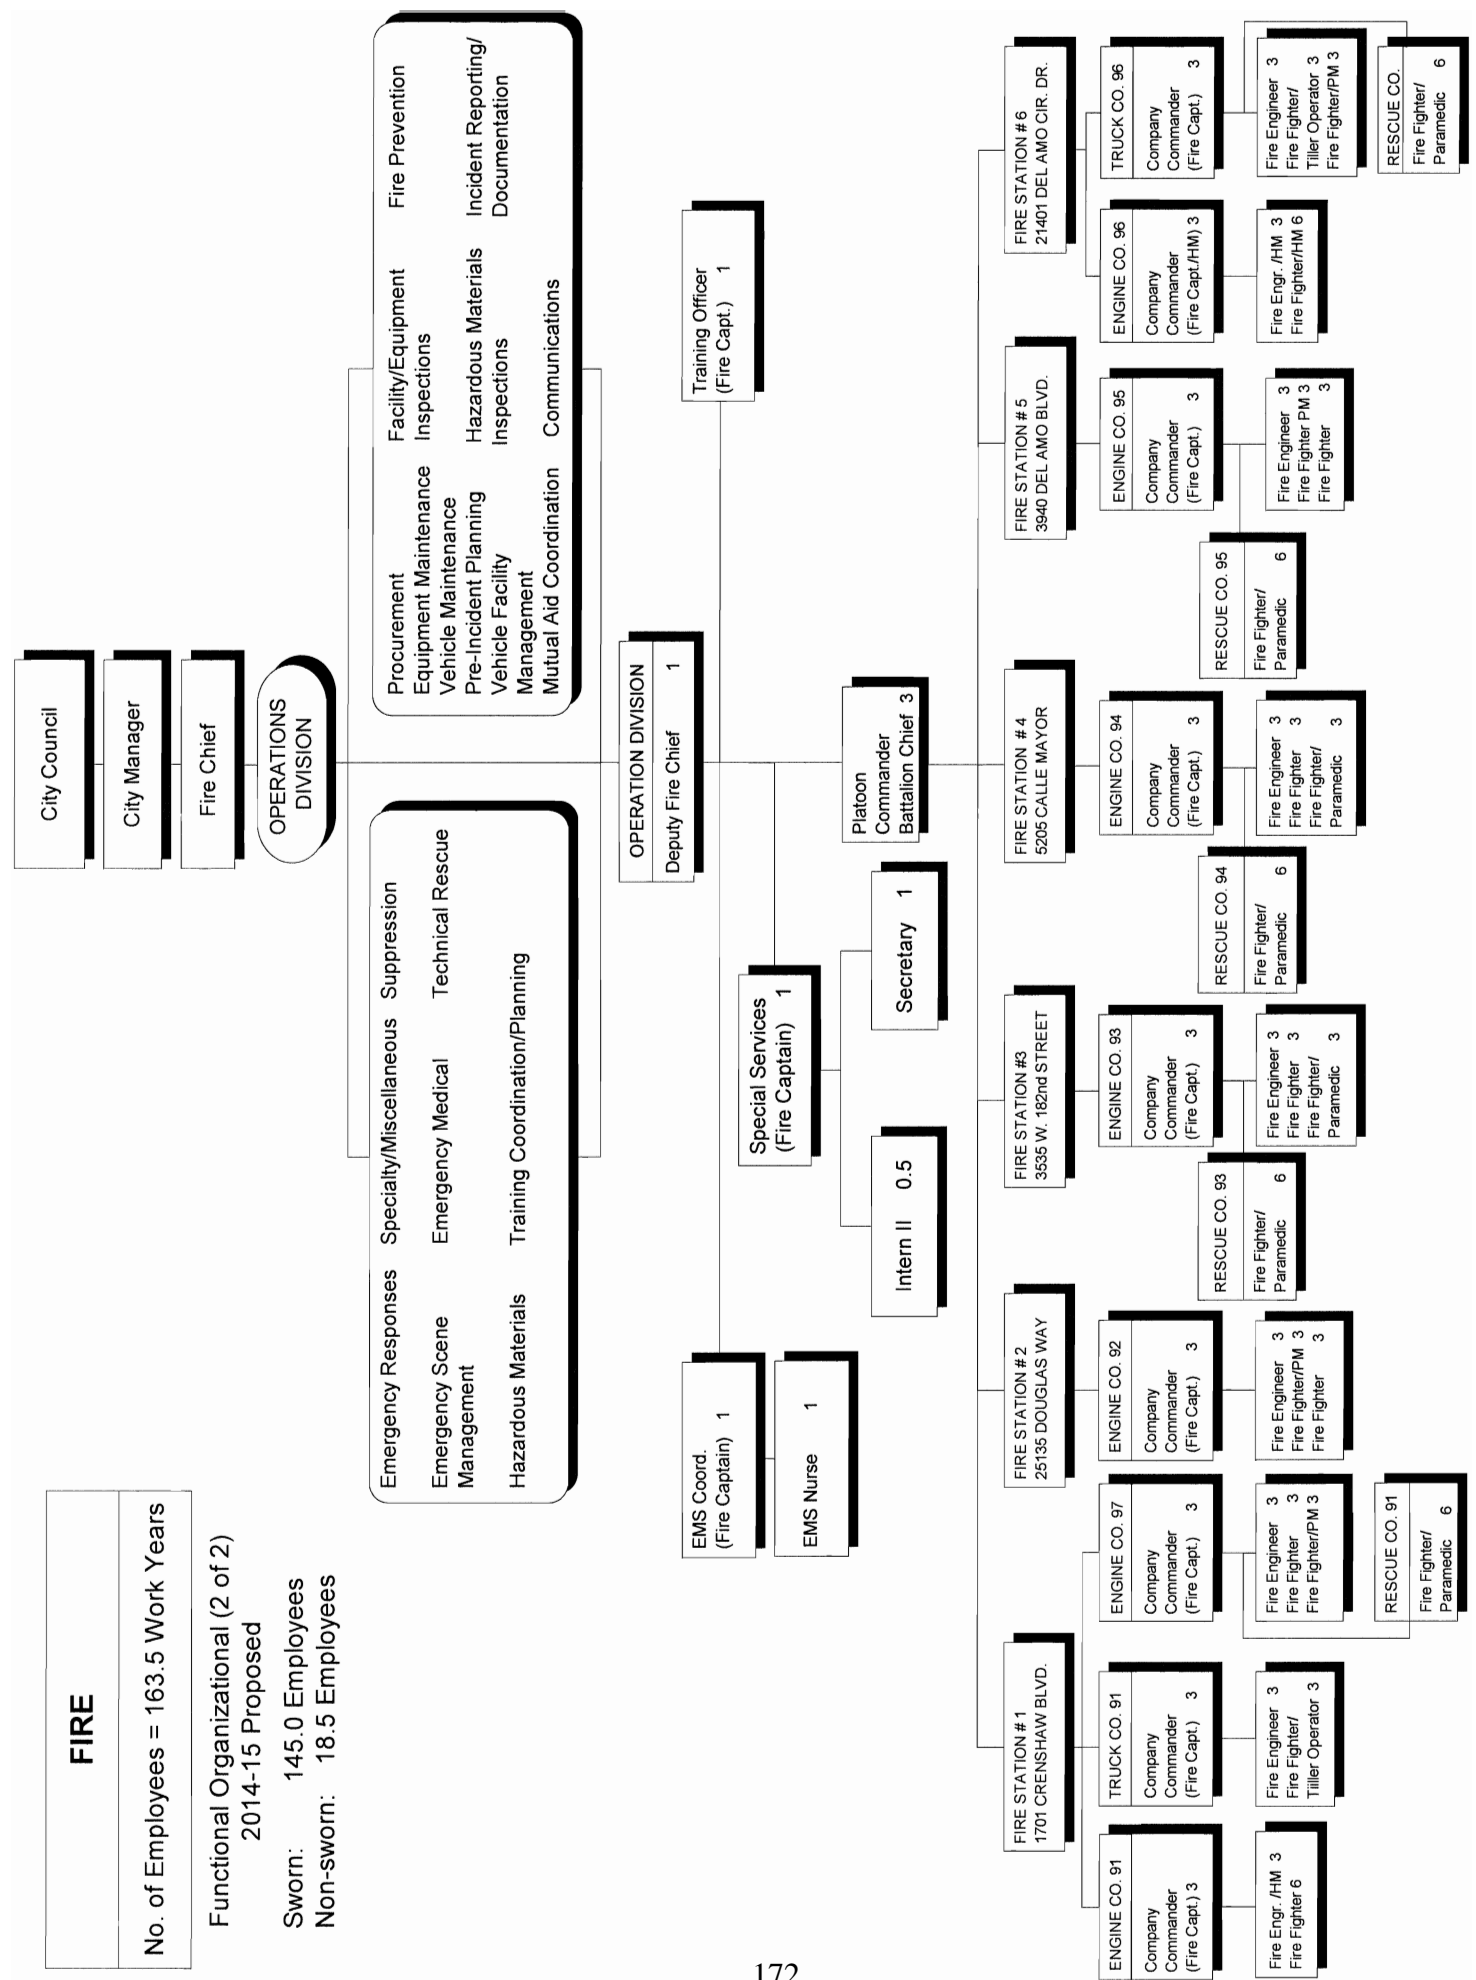 FIRE
No. of Employees = 163.5 Work Years
Functional Organizational (2 of 2)
2014-15 Proposed
Sworn: 145.0 Employees
Non-sworn: 18.5 Employees
City Council
City Manager
Fire Chief
OPERATIONS
DIVISION
Emergency Responses Specialty/Miscellaneous Suppression
Emergency Scene Emergency Medical Technical Rescue
Management
Hazardous Materials Training Coordination/Planning
Procurement Facility/Equipment Fire Prevention
Equipment Maintenance Inspections
Vehicle Maintenance
Pre-Incident Planning Hazardous Materials Incident Reporting/
Vehicle Facility Inspections Documentation
Management
Mutual Aid Coordination Communications
OPERATION DIVISION
Deputy Fire Chief 1
EMS Coord.
(Fire Captain) 1
EMS Nurse 1
Training Officer
(Fire Capt.) 1
Special Services
(Fire Captain) 1
Intern II 0.5
Secretary 1
Platoon
Commander
Battalion Chief 3
FIRE STATION # 1
1701 CRENSHAW BLVD.
FIRE STATION # 2
25135 DOUGLAS WAY
FIRE STATION #3
3535 W. 182nd STREET
FIRE STATION # 4
5205 CALLE MAYOR
FIRE STATION # 5
3940 DEL AMO BLVD.
FIRE STATION # 6
21401 DEL AMO CIR. DR.
ENGINE CO. 91
Company
Commander
(Fire Capt.) 3
Fire Engr. /HM 3
Fire Fighter 6
TRUCK CO. 91
Company
Commander
(Fire Capt.) 3
Fire Engineer 3
Fire Fighter/
Tiiller Operator 3
ENGINE CO. 97
Company
Commander
(Fire Capt.) 3
Fire Engineer 3
Fire Fighter 3
Fire Fighter/PM 3
RESCUE CO. 91
Fire Fighter/
Paramedic 6
ENGINE CO. 92
Company
Commander
(Fire Capt.) 3
Fire Engineer 3
Fire Fighter/PM 3
Fire Fighter 3
ENGINE CO. 93
Company
Commander
(Fire Capt.) 3
RESCUE CO. 93
Fire Fighter/
Paramedic 6
Fire Engineer 3
Fire Fighter 3
Fire Fighter/
Paramedic 3
ENGINE CO. 94
Company
Commander
(Fire Capt.) 3
RESCUE CO. 94
Fire Fighter/
Paramedic 6
Fire Engineer 3
Fire Fighter 3
Fire Fighter/
Paramedic 3
ENGINE CO. 95
Company
Commander
(Fire Capt.) 3
RESCUE CO. 95
Fire Fighter/
Paramedic 6
Fire Engineer 3
Fire Fighter PM 3
Fire Fighter 3
ENGINE CO. 96
Company
Commander
(Fire Capt./HM) 3
Fire Engr. /HM 3
Fire Fighter/HM 6
TRUCK CO. 96
Company
Commander
(Fire Capt.) 3
Fire Engineer 3
Fire Fighter/
Tiller Operator 3
Fire Fighter/PM 3
RESCUE CO.
Fire Fighter/
Paramedic 6
172